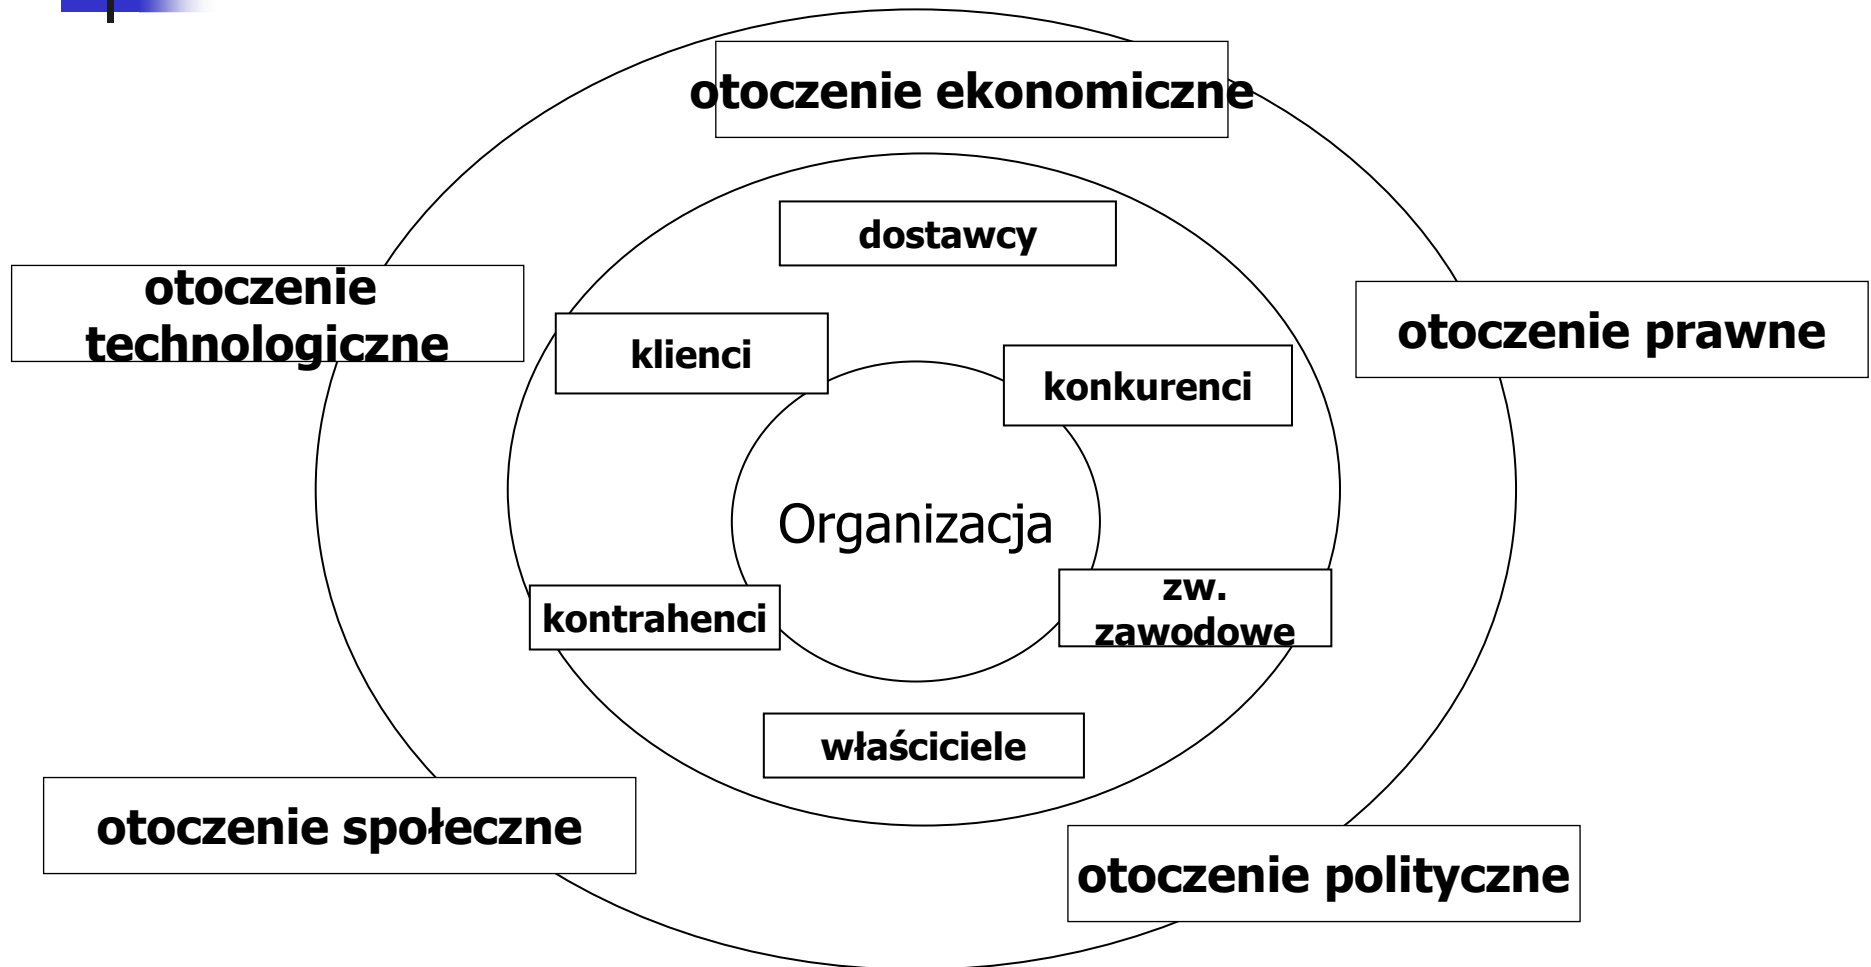 otoczenie ekonomiczne
dostawcy
otoczenie
technologiczne
otoczenie prawne
klienci
konkurenci
Organizacja
kontrahenci
zw.
zawodowe
właściciele
otoczenie społeczne
otoczenie polityczne